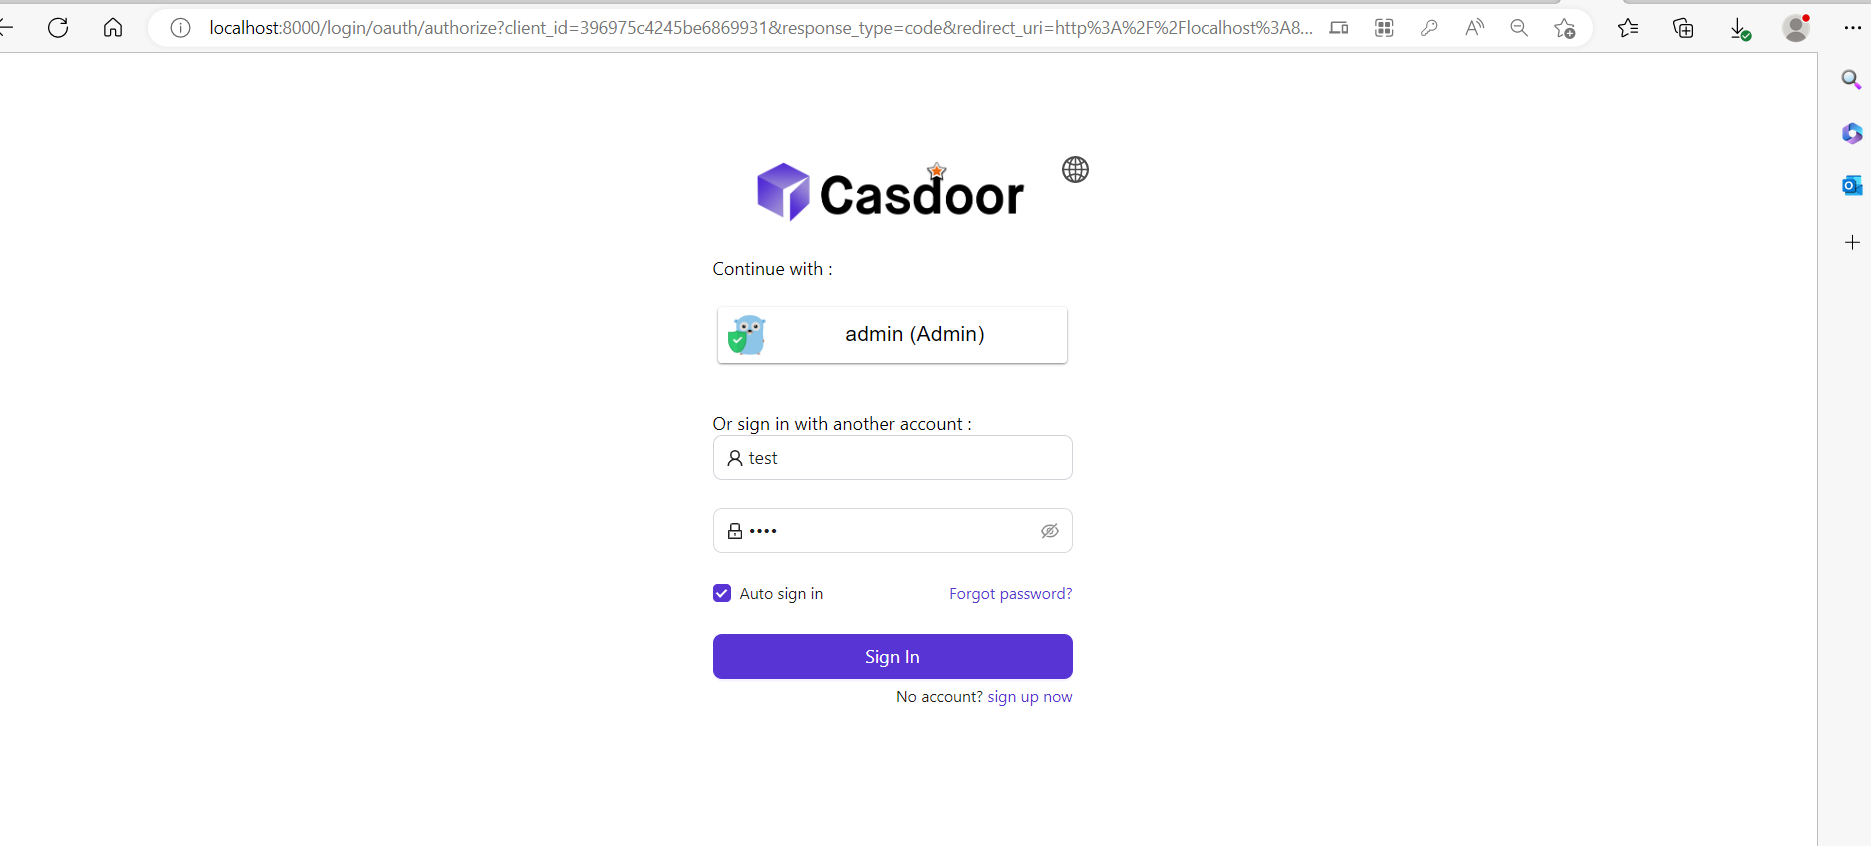 localhost:8000/login/oauth/authorize?client_id=396975c4245be6869931&response_type=code&redirect_uri=http%3A%2F%2Flocalhost%3A8...
Casdoor
Continue with :
admin (Admin)
Or sign in with another account :
test
••••
Auto sign in Forgot password?
Sign In
No account? sign up now